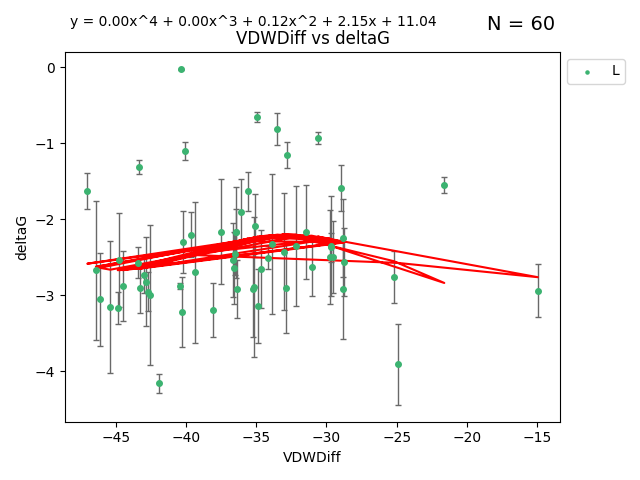 y = 0.00x^4 + 0.00x^3 + 0.12x^2 + 2.15x + 11.04
N = 60
VDWDiff vs deltaG
L
0
−1
−2
−3
−4
deltaG
−45
−40
−35
−30
−25
−20
−15
VDWDiff